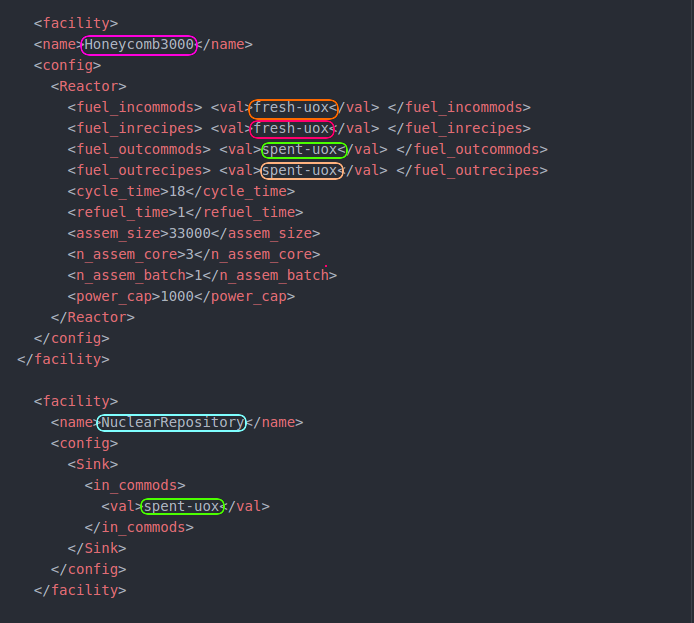 <facility>
<name>Honeycomb3000</name>
<config>
<Reactor>
<fuel_incommods> <val>fresh-uox</val> </fuel_incommods>
<fuel_inrecipes> <val>fresh-uox</val> </fuel_inrecipes>
<fuel_outcommods> <val>spent-uox</val> </fuel_outcommods>
<fuel_outrecipes> <val>spent-uox</val> </fuel_outrecipes>
<cycle_time>18</cycle_time>
<refuel_time>1</refuel_time>
<assem_size>33000</assem_size>
<n_assem_core>3</n_assem_core>
<n_assem_batch>1</n_assem_batch>
<power_cap>1000</power_cap>
</Reactor>
</config>
</facility>
<facility>
<name>NuclearRepository</name>
<config>
<Sink>
<in_commods>
<val>spent-uox</val>
</in_commods>
</Sink>
</config>
</facility>